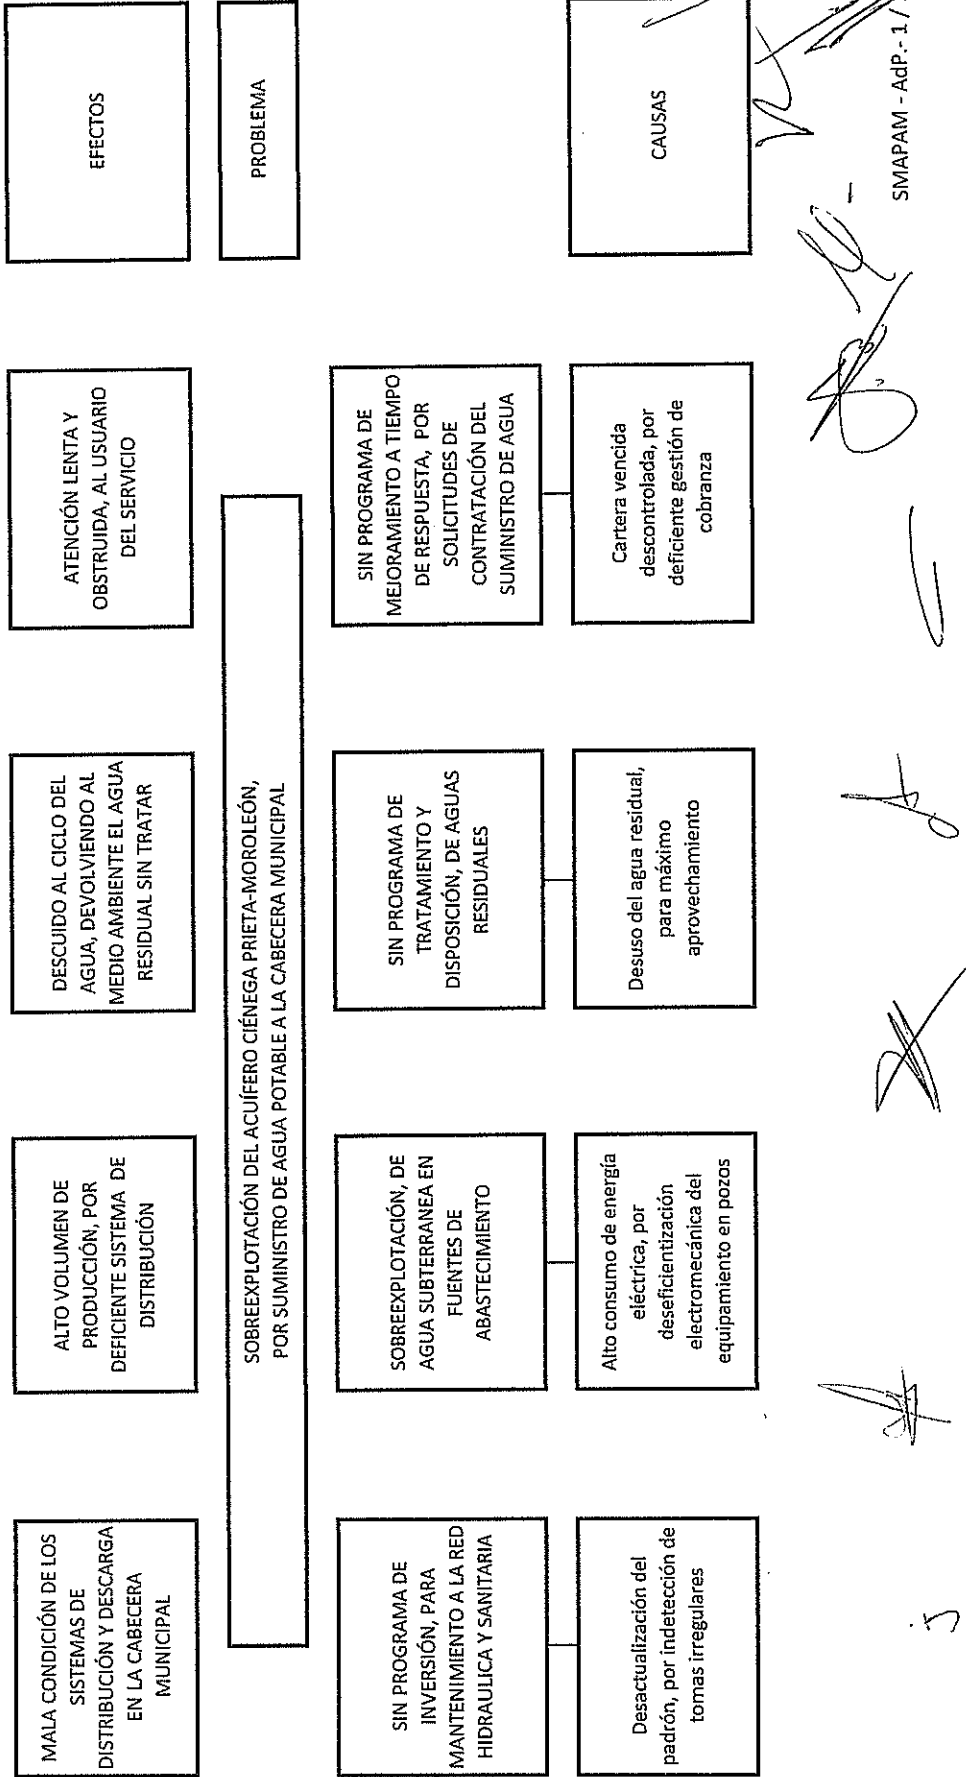 MALA CONDICIÓN DE LOS
SISTEMAS DE
DISTRIBUCIÓN Y DESCARGA
EN LA CABECERA
MUNICIPAL
ALTO VOLUMEN DE
PRODUCCIÓN, POR
DEFICIENTE SISTEMA DE
DISTRIBUCIÓN
DESCUIDO AL CICLO DEL
AGUA, DEVOLVIENDO AL
MEDIO AMBIENTE EL AGUA
RESIDUAL SIN TRATAR
ATENCIÓN LENTA Y
OBSTRUIDA, AL USUARIO
DEL SERVICIO
EFECTOS
SOBREEXPLOTACIÓN DEL ACUÍFERO CIÉNEGA PRIETA-MOROLEÓN,
POR SUMINISTRO DE AGUA POTABLE A LA CABECERA MUNICIPAL
PROBLEMA
SIN PROGRAMA DE
INVERSIÓN, PARA
MANTENIMIENTO A LA RED
HIDRAULICA Y SANITARIA
SOBREEXPLOTACIÓN, DE
AGUA SUBTERRANEA EN
FUENTES DE
ABASTECIMIENTO
SIN PROGRAMA DE
TRATAMIENTO Y
DISPOSICIÓN, DE AGUAS
RESIDUALES
SIN PROGRAMA DE
MEJORAMIENTO A TIEMPO
DE RESPUESTA, POR
SOLICITUDES DE
CONTRATACIÓN DEL
SUMINISTRO DE AGUA
Desactualización del
padrón, por indetección de
tomas irregulares
Alto consumo de energía
eléctrica, por
deseficientización
electromecánica del
equipamiento en pozos
Desuso del agua residual,
para máximo
aprovechamiento
Cartera vencida
descontrolada, por
deficiente gestión de
cobranza
CAUSAS
SMAPAM - AdP.- 1 /